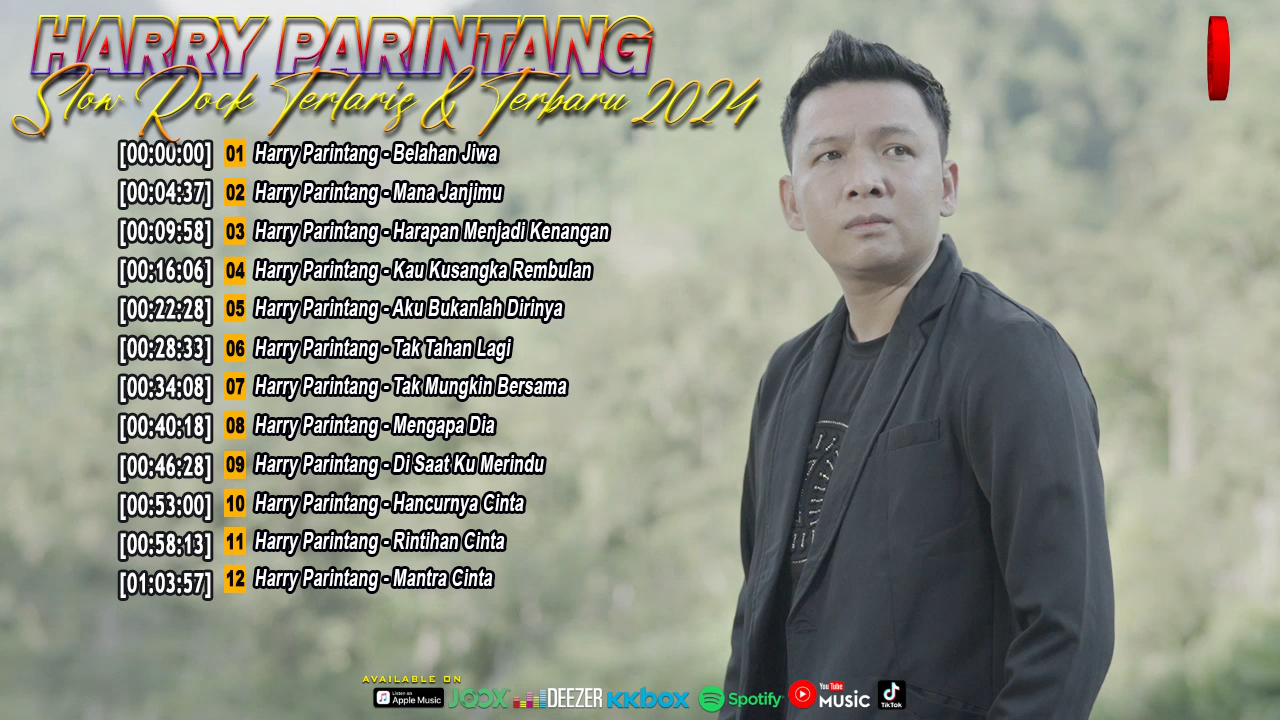 HARRY PARINTANG
Slow Rock Terlaris & Terbaru 2024
[00:00:00] 01 Harry Parintang - Belahan Jiwa
[00:04:37] 02 Harry Parintang - Mana Janjimu
[00:09:58] 03 Harry Parintang - Harapan Menjadi Kenangan
[00:16:06] 04 Harry Parintang - Kau Kusangka Rembulan
[00:22:28] 05 Harry Parintang - Aku Bukanlah Dirinya
[00:28:33] 06 Harry Parintang - Tak Tahan Lagi
[00:34:08] 07 Harry Parintang - Tak Mungkin Bersama
[00:40:18] 08 Harry Parintang - Mengapa Dia
[00:46:28] 09 Harry Parintang - Di Saat Ku Merindu
[00:53:00] 10 Harry Parintang - Hancurnya Cinta
[00:58:13] 11 Harry Parintang - Rintihan Cinta
[01:03:57] 12 Harry Parintang - Mantra Cinta
AVAILABLE ON
Listen on Apple Music JOOX DEEZER KKBOX Spotify YouTube MUSIC TikTok